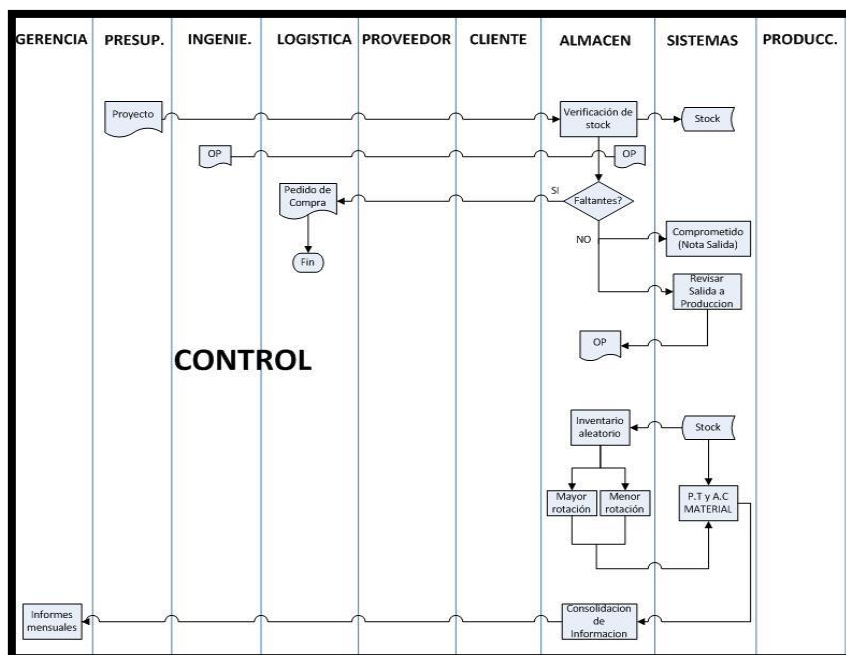 GERENCIA PRESUP. INGENIE. LOGISTICA PROVEEDOR CLIENTE ALMACEN SISTEMAS PRODUCC.
Proyecto
Verificación de
stock
Stock
OP
OP
Pedido de
Compra
SI
Faltantes?
Fin
NO
Comprometido
(Nota Salida)
Revisar
Salida a
Produccion
OP
CONTROL
Inventario
aleatorio
Stock
Mayor
rotación
Menor
rotación
P.T y A.C
MATERIAL
Informes
mensuales
Consolidacion
de
Informacion